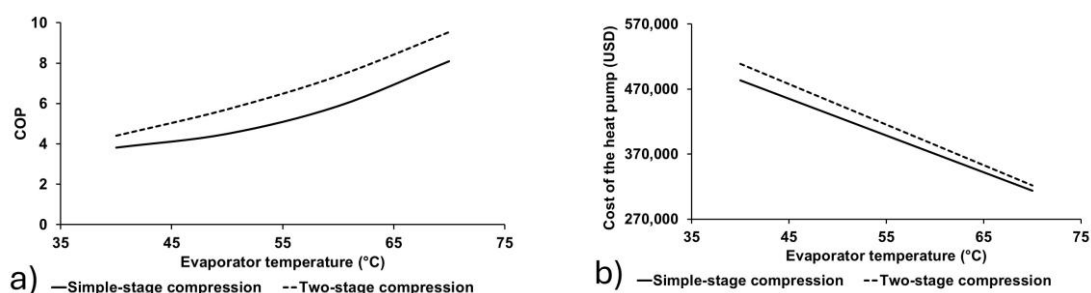 10
8
6
4
2
0
COP
35 45 55 65 75
Evaporator temperature (°C)
a)
Simple-stage compression Two-stage compression
570,000
470,000
370,000
270,000
Cost of the heat pump (USD)
35 45 55 65 75
Evaporator temperature (°C)
b)
Simple-stage compression Two-stage compression